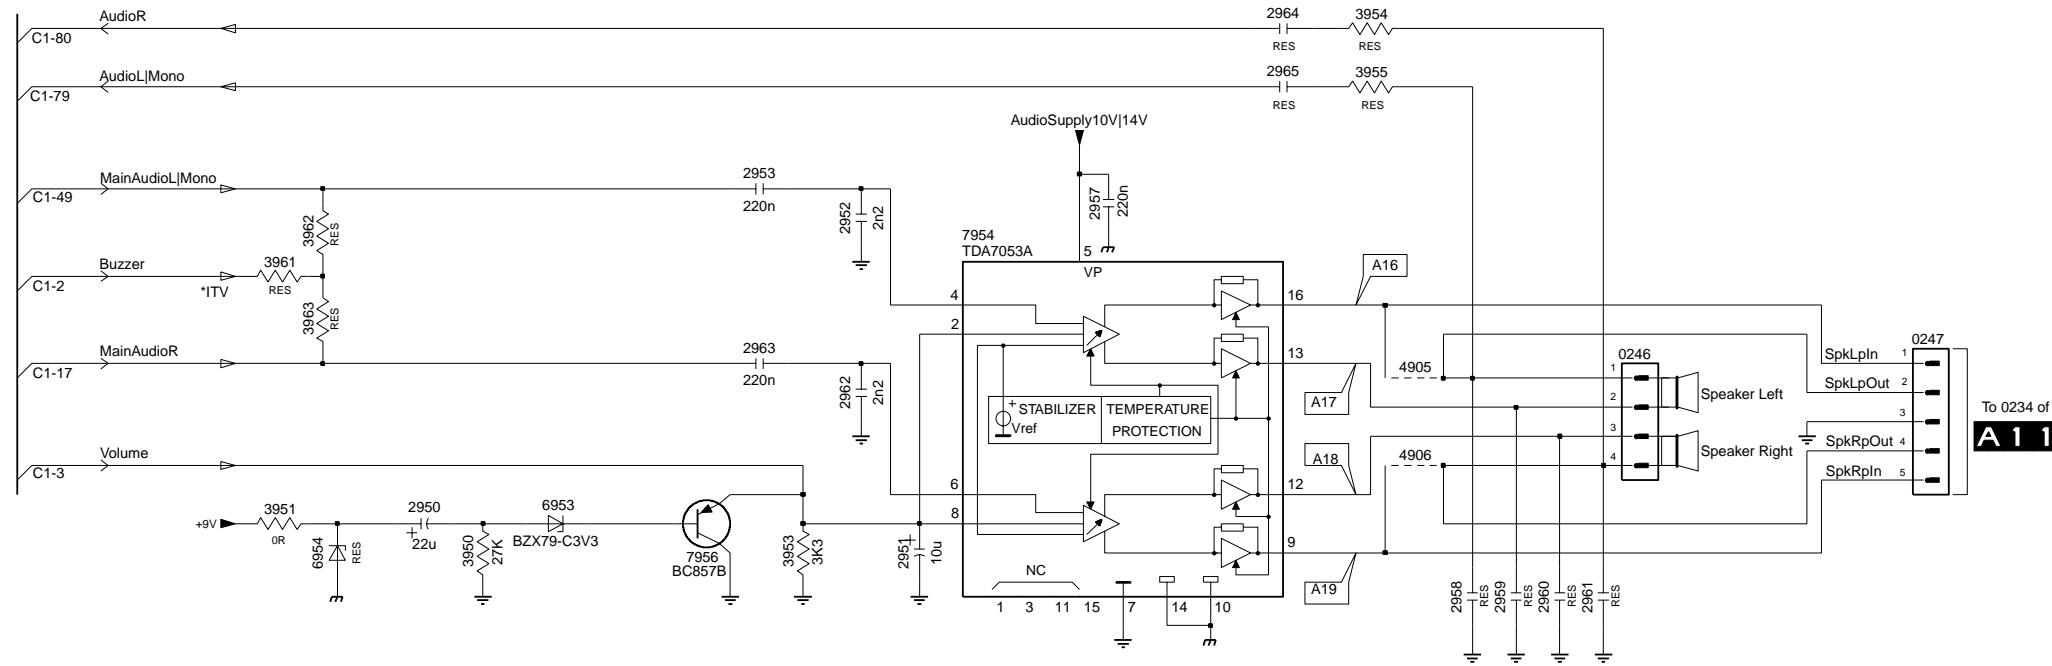 AudioR
C1-80
2964
RES
3954
RES
AudioL|Mono
C1-79
2965
RES
3955
RES
AudioSupply10V|14V
MainAudioL|Mono
C1-49
2953
220n
2952
2n2
2957
220n
3962
RES
Buzzer
C1-2
*ITV
3961
RES
3963
RES
MainAudioR
C1-17
2963
220n
2962
2n2
Volume
C1-3
+9V
3951
0R
6954
RES
2950
+
22u
3950
27K
6953
BZX79-C3V3
7956
BC857B
3953
3K3
2951
+
10u
7954
TDA7053A
5
VP
4
2
6
8
16
13
12
9
+
STABILIZER
Vref
TEMPERATURE
PROTECTION
NC
1
3
11
15
7
14
10
A16
A17
A18
A19
4905
4906
0246
1
2
3
4
Speaker Left
Speaker Right
2958
RES
2959
RES
2960
RES
2961
RES
0247
SpkLpIn 1
SpkLpOut 2
3
SpkRpOut 4
SpkRpIn 5
To 0234 of
A11